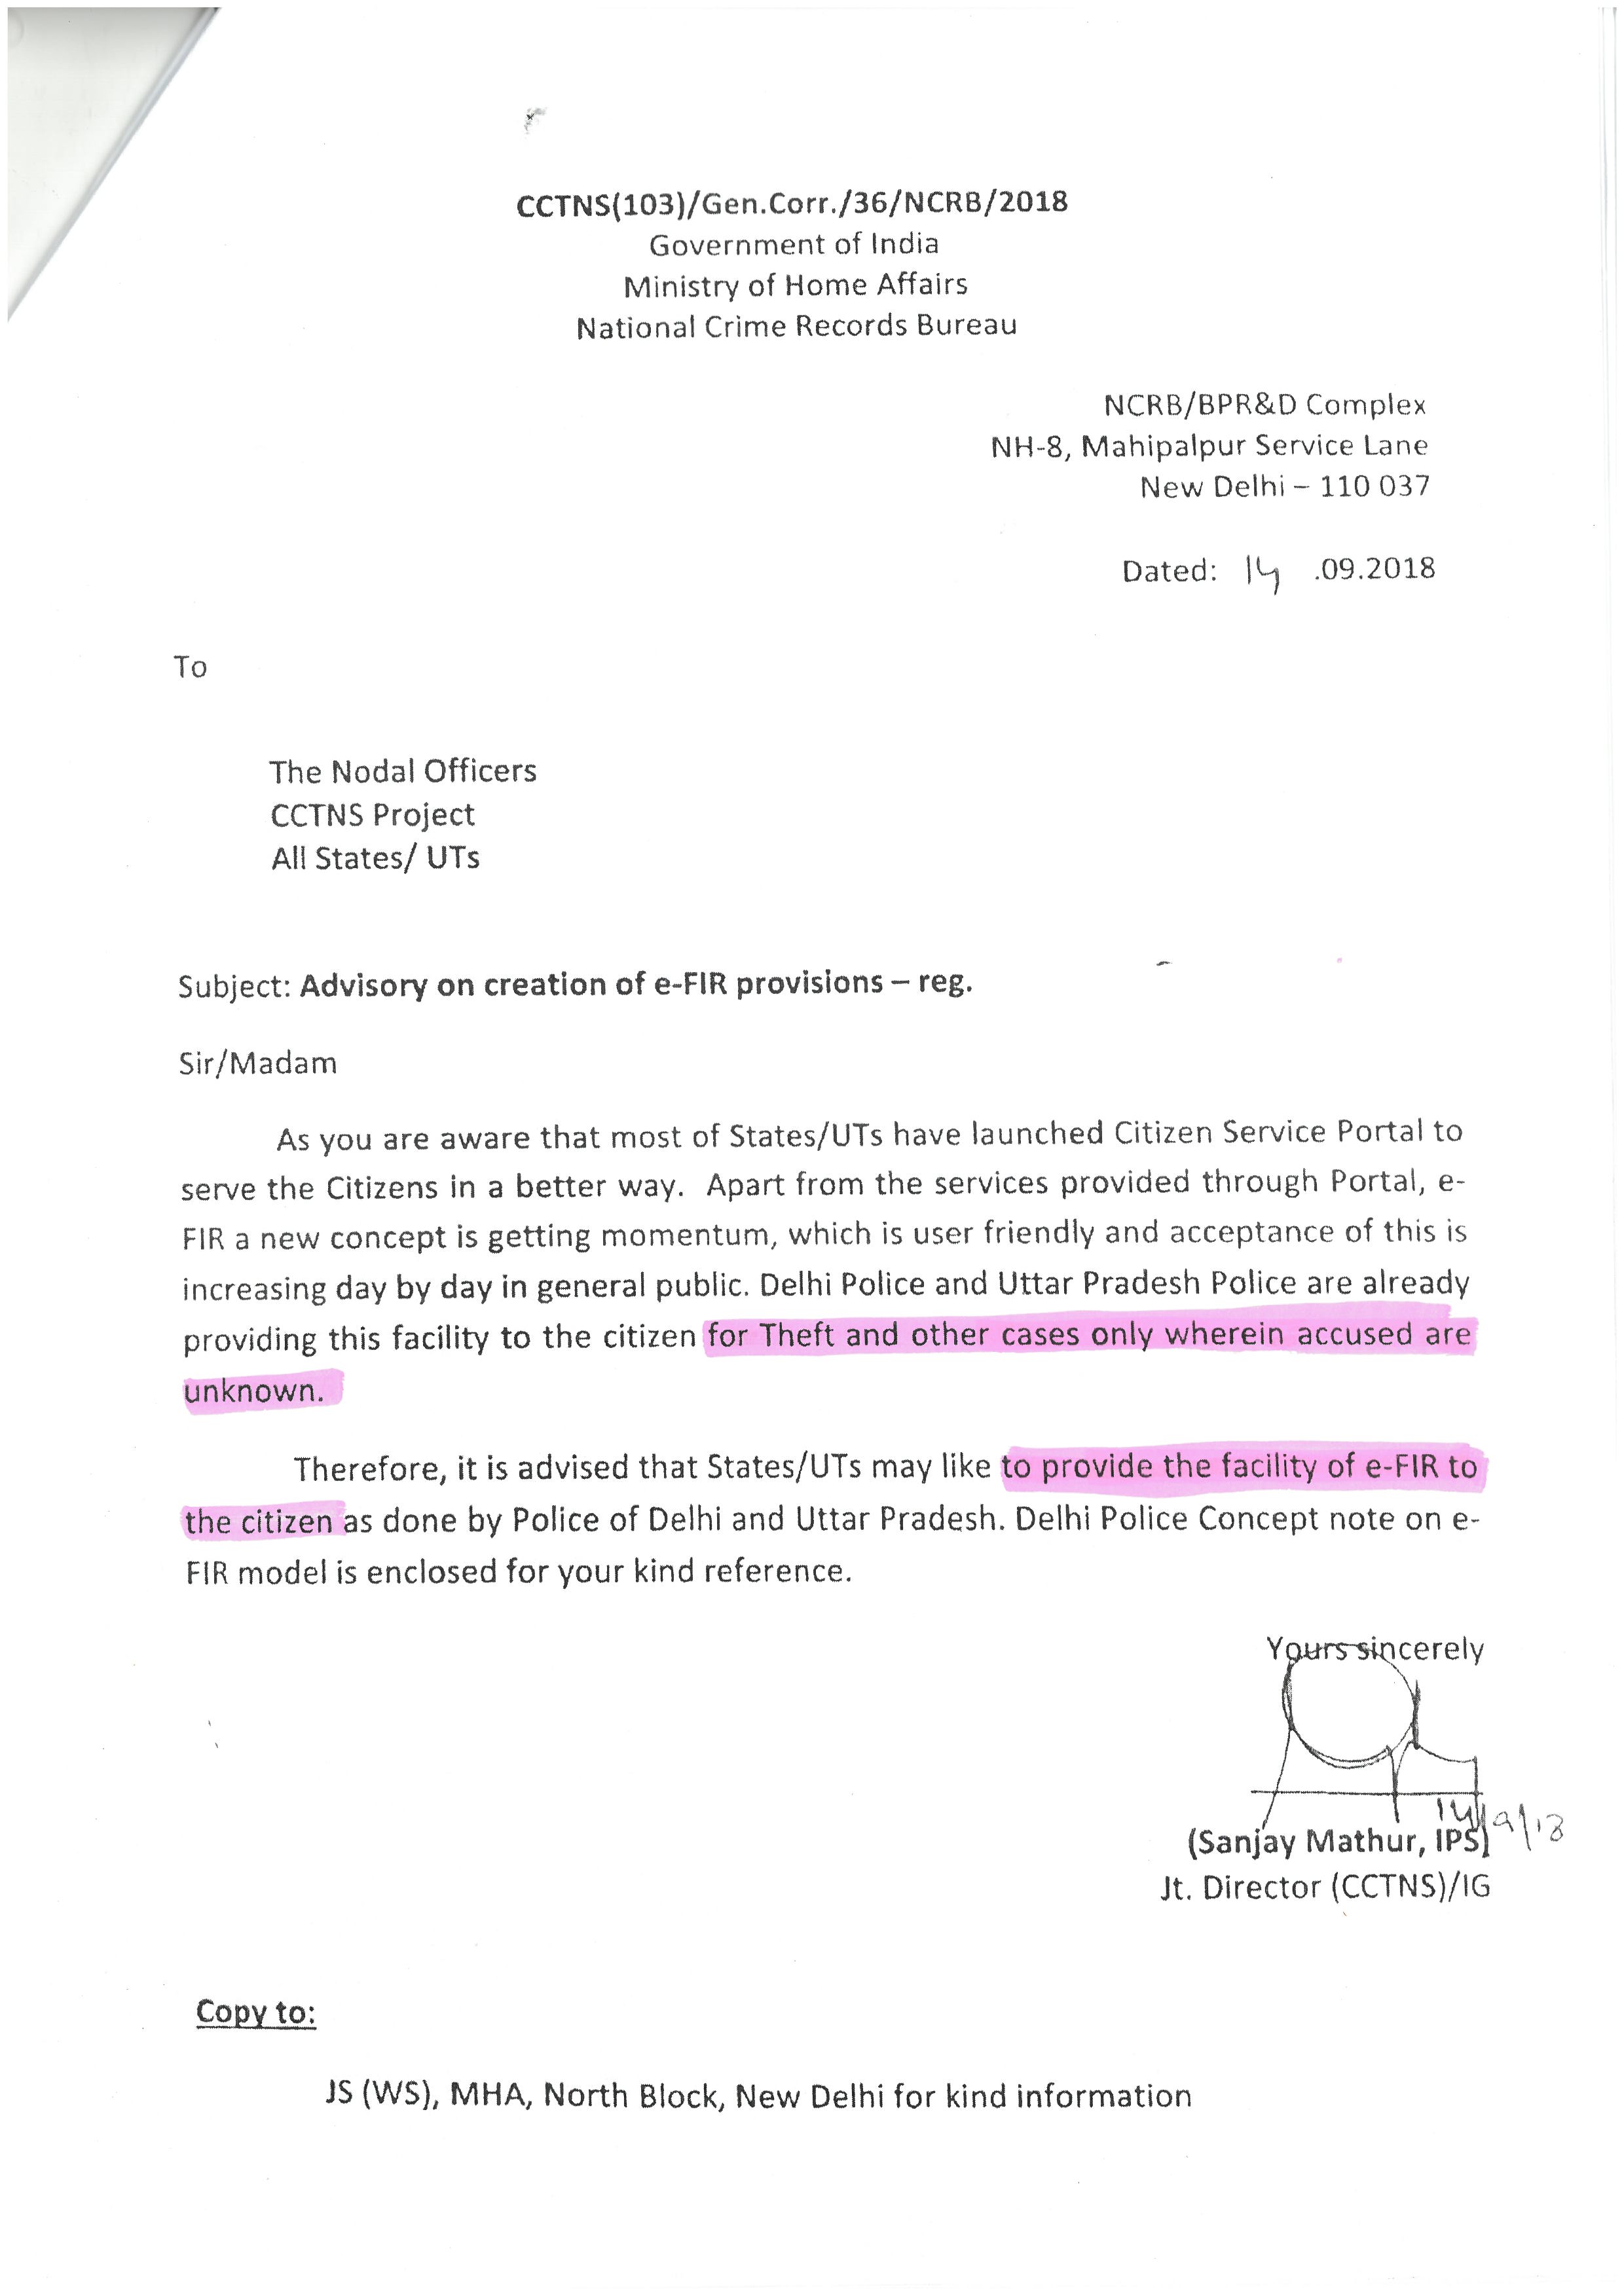 CCTNS(103)/Gen.Corr./36/NCRB/2018
Government of India
Ministry of Home Affairs
National Crime Records Bureau
NCRB/BPR&D Complex
NH-8, Mahipalpur Service Lane
New Delhi – 110 037
Dated: 14 .09.2018
To
The Nodal Officers
CCTNS Project
All States/ UTs
Subject: Advisory on creation of e-FIR provisions – reg.
Sir/Madam
As you are aware that most of States/UTs have launched Citizen Service Portal to
serve the Citizens in a better way. Apart from the services provided through Portal, e-
FIR a new concept is getting momentum, which is user friendly and acceptance of this is
increasing day by day in general public. Delhi Police and Uttar Pradesh Police are already
providing this facility to the citizen for Theft and other cases only wherein accused are
unknown.
Therefore, it is advised that States/UTs may like to provide the facility of e-FIR to
the citizen as done by Police of Delhi and Uttar Pradesh. Delhi Police Concept note on e-
FIR model is enclosed for your kind reference.
Yours sincerely
14/9/18
(Sanjay Mathur, IPS)
Jt. Director (CCTNS)/IG
Copy to:
JS (WS), MHA, North Block, New Delhi for kind information